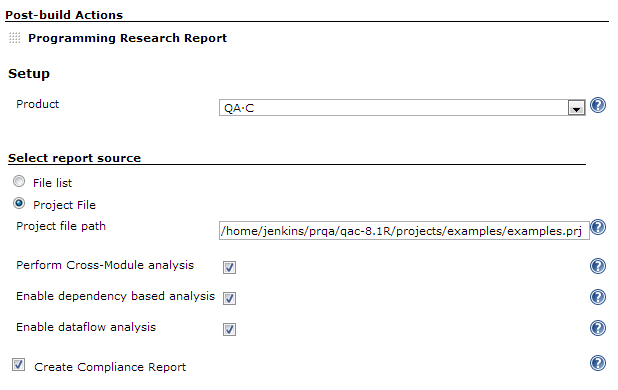 Post-build Actions
Programming Research Report
Setup
Product QA·C ?
Select report source
File list
Project File
Project file path /home/jenkins/prqa/qac-8.1R/projects/examples/examples.prj ?
Perform Cross-Module analysis ?
Enable dependency based analysis ?
Enable dataflow analysis ?
Create Compliance Report ?